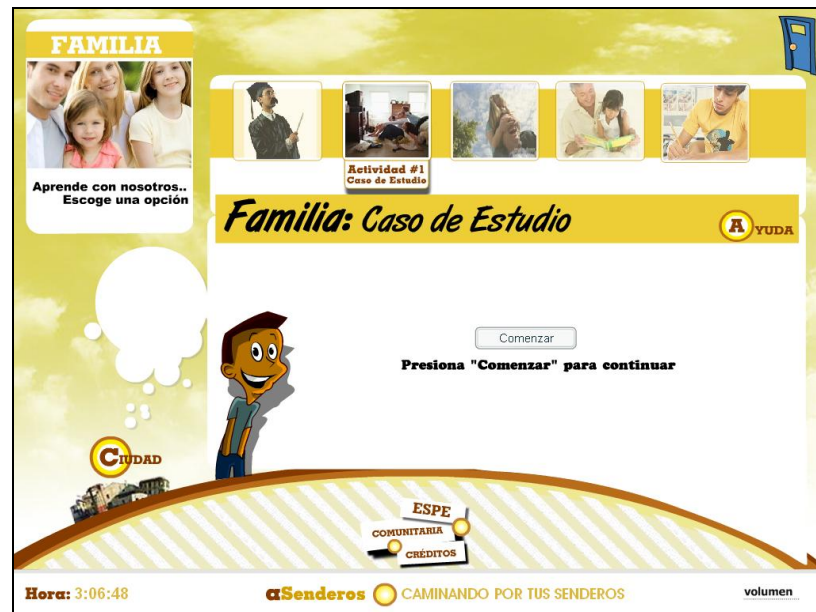 FAMILIA
Aprende con nosotros..
Escoge una opción
Actividad #1
Caso de Estudio
Familia: Caso de Estudio
AYUDA
Comenzar
Presiona "Comenzar" para continuar
CIUDAD
ESPE
COMUNITARIA
CRÉDITOS
Hora: 3:06:48
aSenderos
CAMINANDO POR TUS SENDEROS
volumen